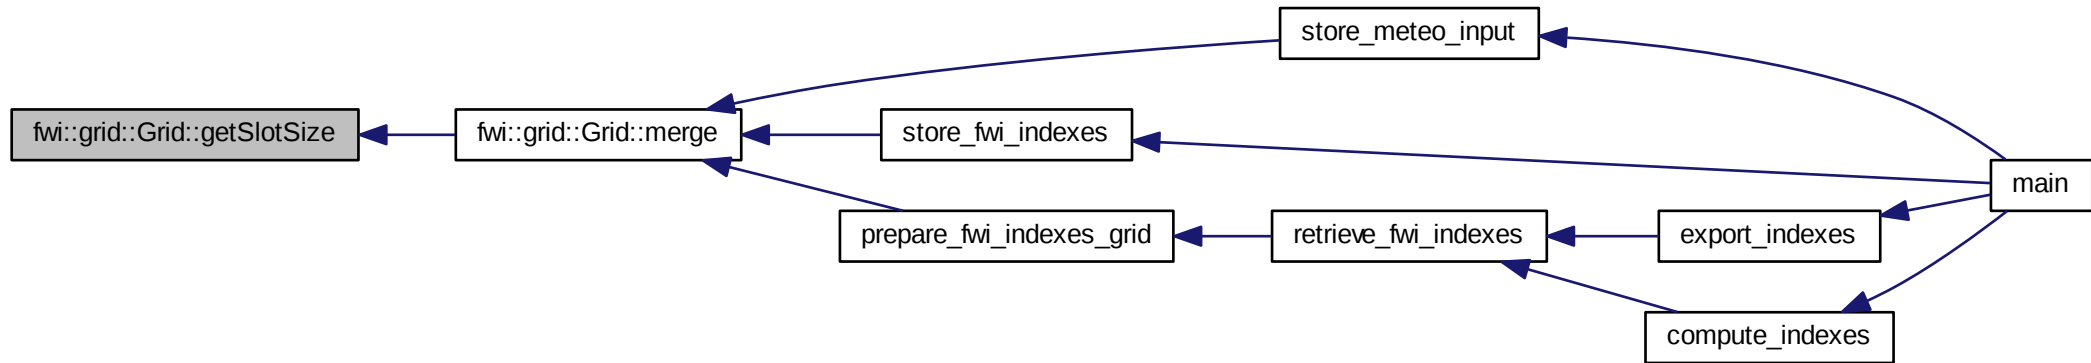 store_meteo_input
fwi::grid::Grid::getSlotSize
fwi::grid::Grid::merge
store_fwi_indexes
main
prepare_fwi_indexes_grid
retrieve_fwi_indexes
export_indexes
compute_indexes